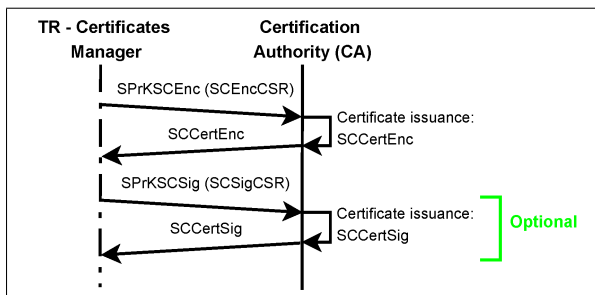 TR - Certificates
Manager
Certification
Authority (CA)
SPrKSCEnc (SCEncCSR)
Certificate issuance:
SCCertEnc
SCCertEnc
SPrKSCSig (SCSigCSR)
Certificate issuance:
SCCertSig
Optional
SCCertSig